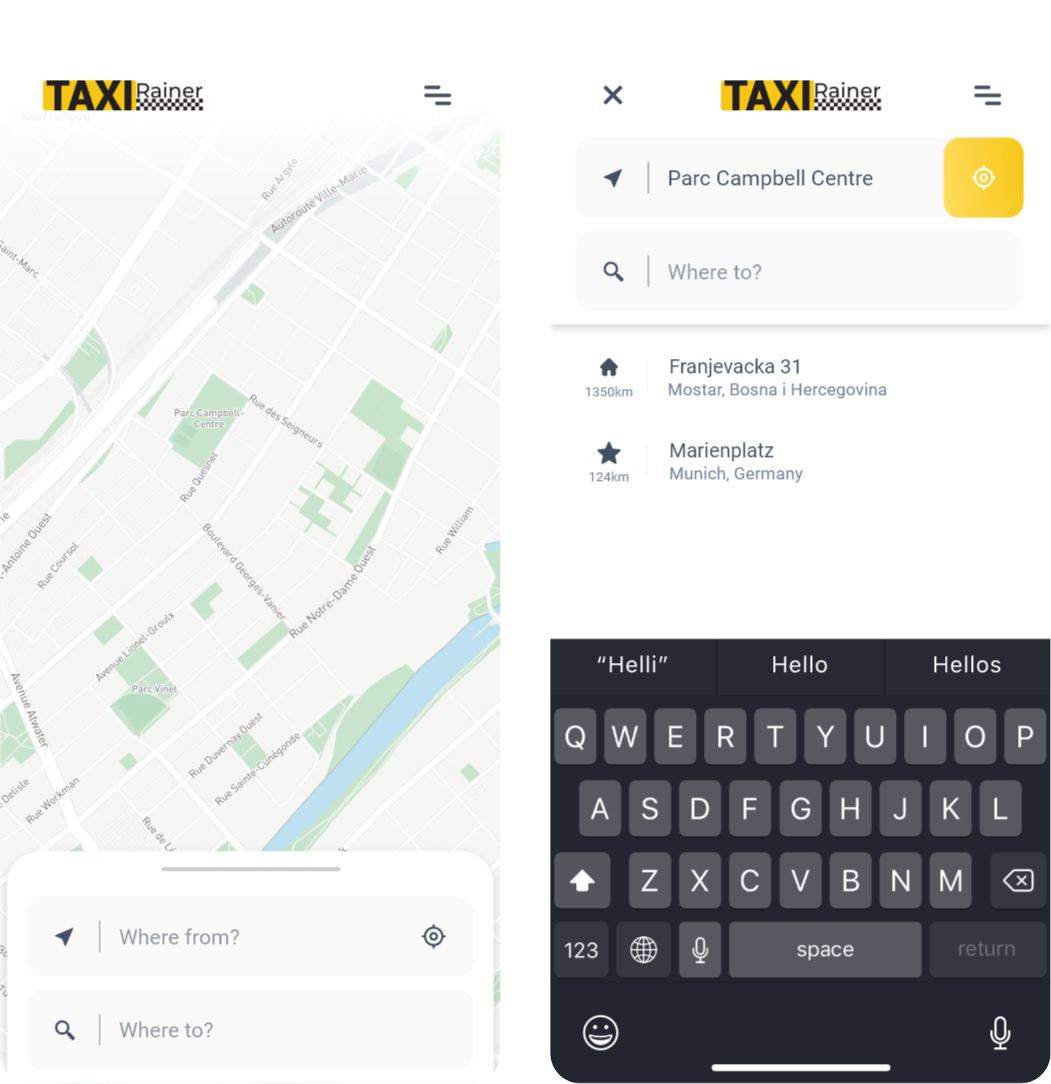 TAXI Rainer
Rue Argyle
Autoroute Ville-Marie
Saint-Marc
Parc Campbell-
Centre
Rue des Seigneurs
Rue Quesnel
Rue William
-Antoine Ouest
Rue Coursol
Boulevard Georges-Vanier
Rue Notre-Dame Ouest
Avenue Lionel-Groulx
Parc Vinet
Avenue Atwater
Rue Duvernay Ouest
Rue Sainte-Cunégonde
Delisle
Rue Workman
Rue de Lé
Where from?
Where to?
TAXI Rainer
Parc Campbell Centre
Where to?
Franjevacka 31
1350km
Mostar, Bosna i Hercegovina
Marienplatz
124km
Munich, Germany
“Helli” Hello Hellos
Q W E R T Y U I O P
A S D F G H J K L
Z X C V B N M
123 space return